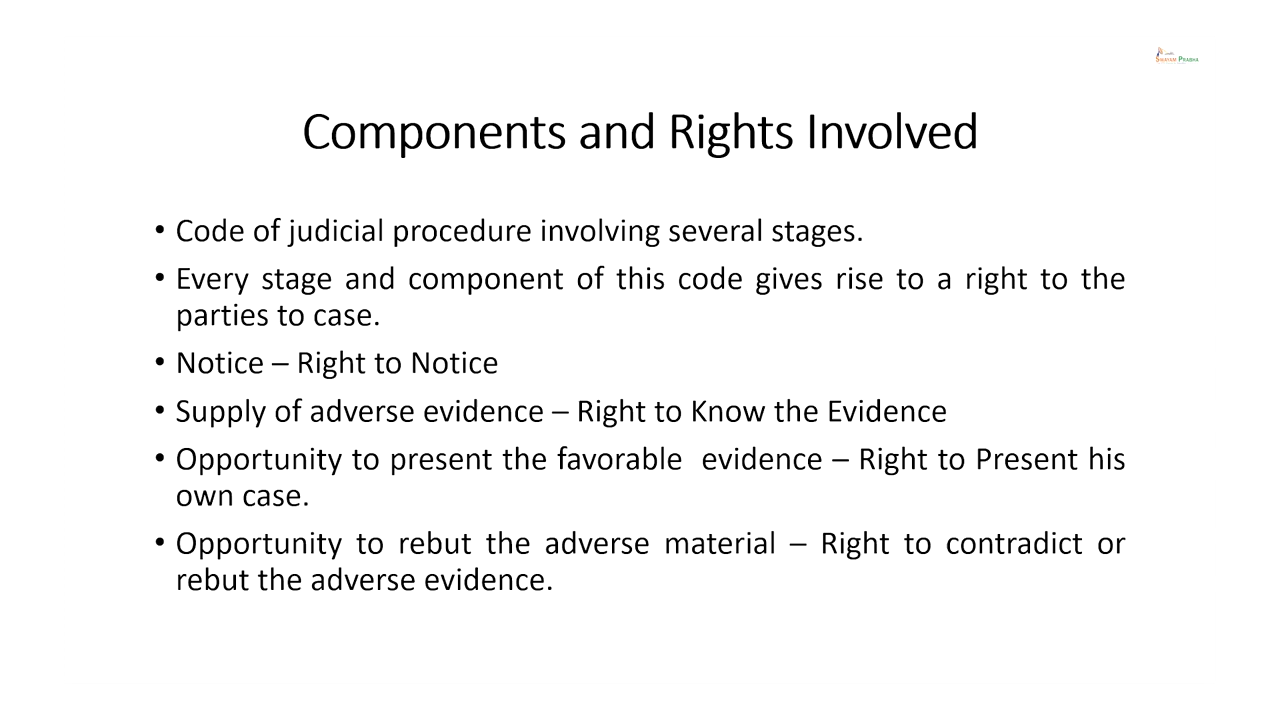 SWAYAM PRABHA
Components and Rights Involved
• Code of judicial procedure involving several stages.
• Every stage and component of this code gives rise to a right to the
parties to case.
• Notice – Right to Notice
• Supply of adverse evidence – Right to Know the Evidence
• Opportunity to present the favorable  evidence – Right to Present his
own case.
• Opportunity to rebut the adverse material – Right to contradict or
rebut the adverse evidence.